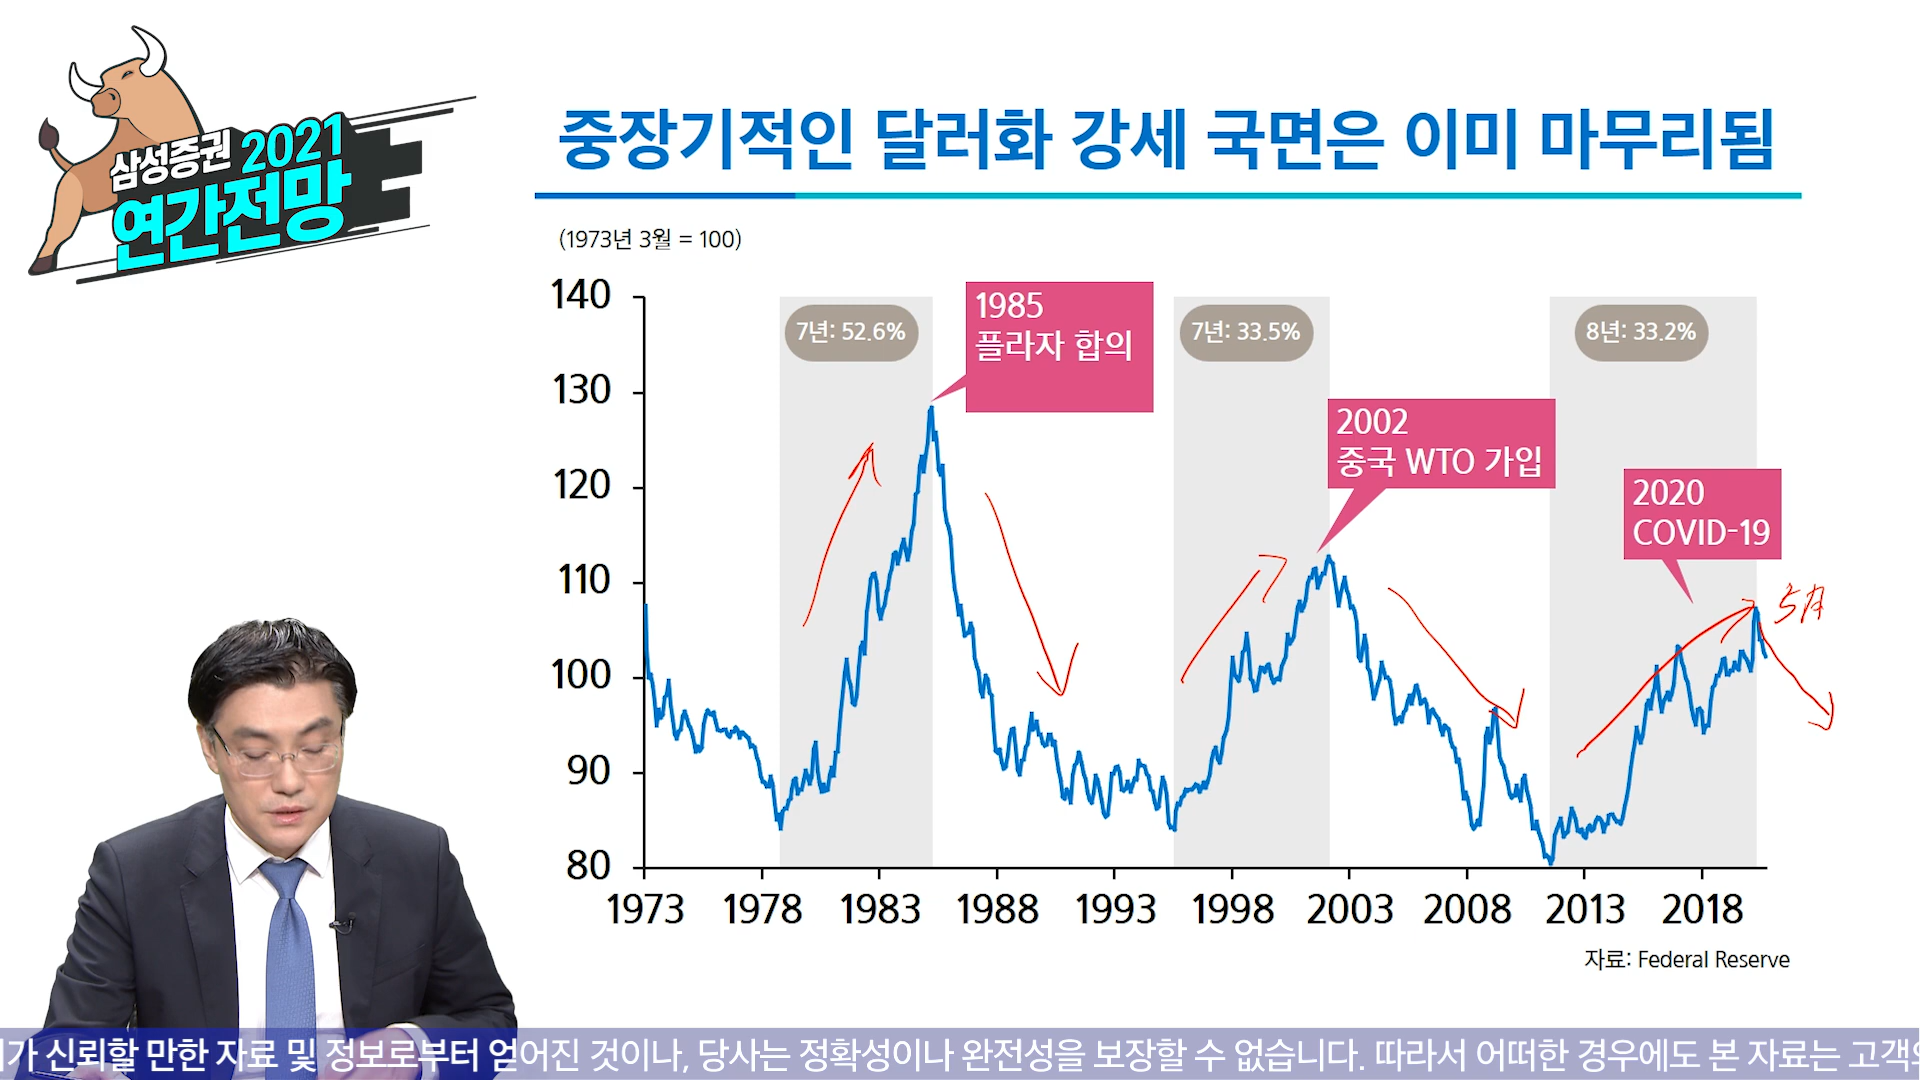 삼성증권 2021
연간전망
중장기적인 달러화 강세 국면은 이미 마무리됨
(1973년 3월 = 100)
140
130
120
110
100
90
80
7년: 52.6%
1985
플라자 합의
7년: 33.5%
2002
중국 WTO 가입
8년: 33.2%
2020
COVID-19
5月
1973 1978 1983 1988 1993 1998 2003 2008 2013 2018
자료: Federal Reserve
가 신뢰할 만한 자료 및 정보로부터 얻어진 것이나, 당사는 정확성이나 완전성을 보장할 수 없습니다. 따라서 어떠한 경우에도 본 자료는 고객의